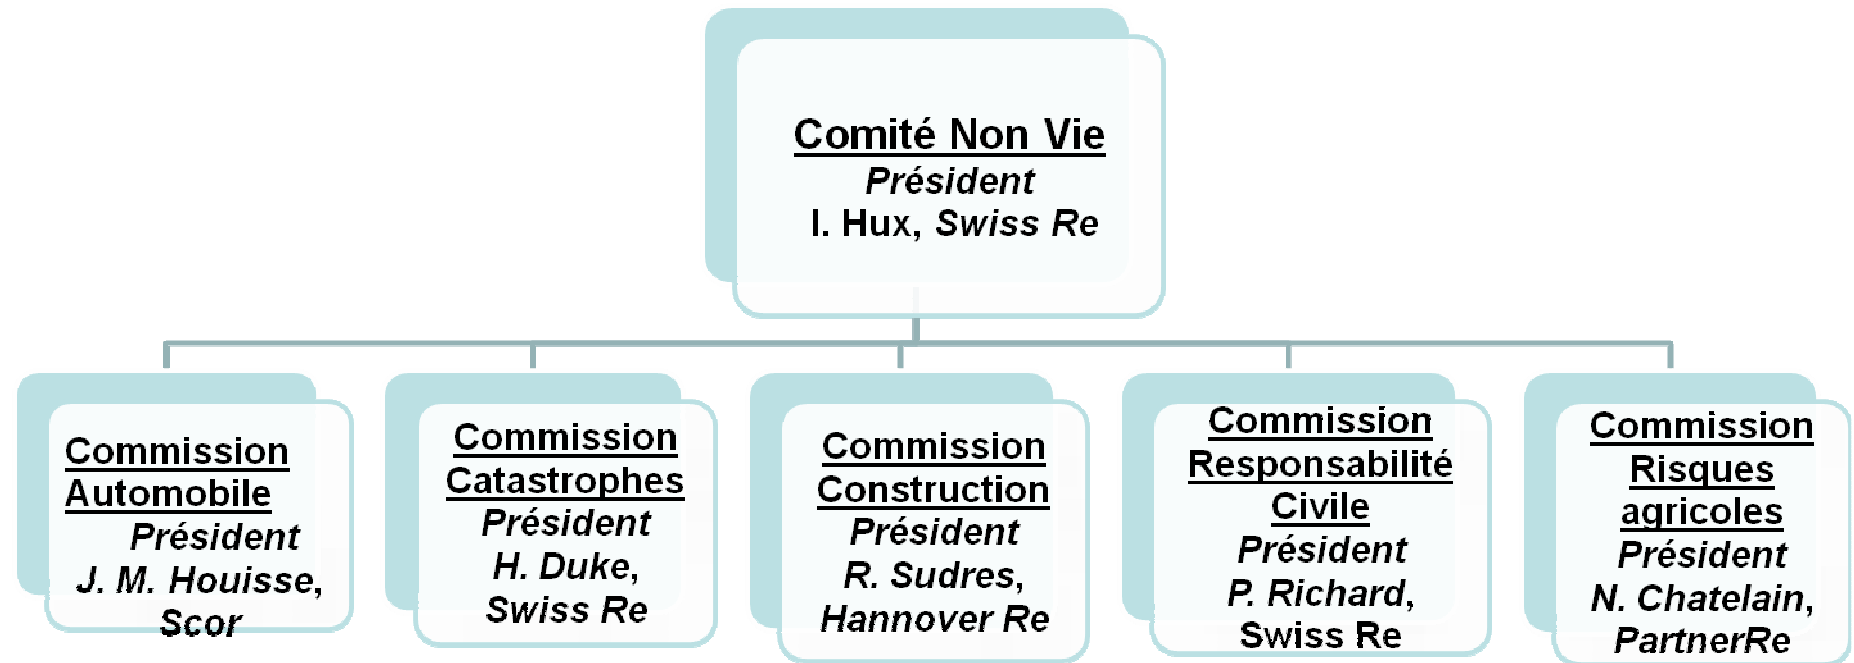 Comité Non Vie
Président
I. Hux, Swiss Re
Commission
Automobile
Président
J. M. Houisse,
Scor
Commission
Catastrophes
Président
H. Duke,
Swiss Re
Commission
Construction
Président
R. Sudres,
Hannover Re
Commission
Responsabilité
Civile
Président
P. Richard,
Swiss Re
Commission
Risques
agricoles
Président
N. Chatelain,
PartnerRe